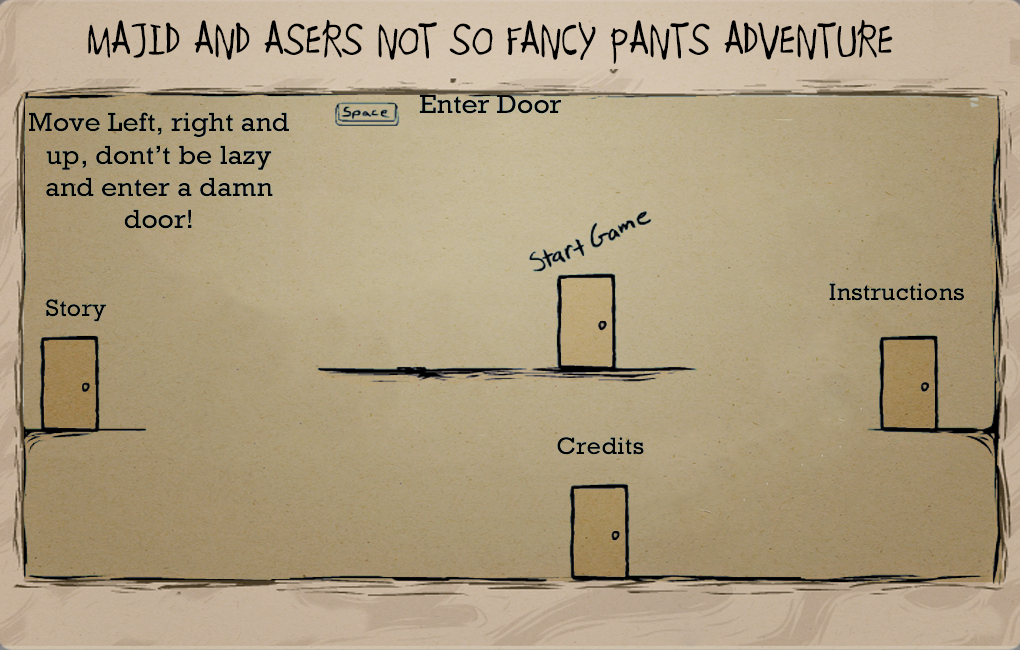 MAJID AND ASERS NOT SO FANCY PANTS ADVENTURE
Space Enter Door
Move Left, right and
up, dont't be lazy
and enter a damn
door!
Start Game
Story
Instructions
Credits